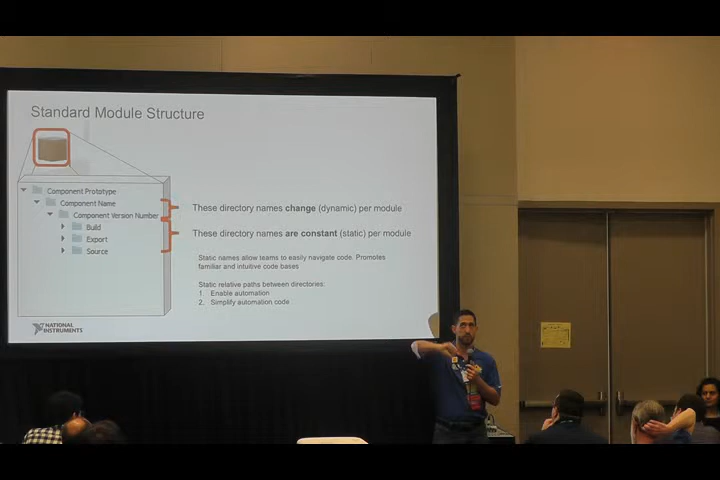 Standard Module Structure
Component Prototype
Component Name
Component Version Number
Build
Export
Source
These directory names change (dynamic) per module
These directory names are constant (static) per module
Static names allow teams to easily navigate code. Promotes
familiar and intuitive code bases
Static relative paths between directories:
1 Enable automation
2. Simplify automation code
NATIONAL
INSTRUMENTS